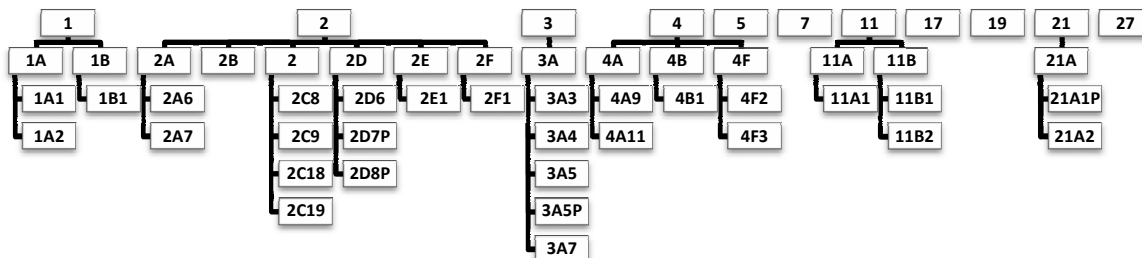 1 2 3 4 5 7 11 17 19 21 27
1A 1B 2A 2B 2 2D 2E 2F 3A 4A 4B 4F 11A 11B 21A
1A1 1B1 2A6 2C8 2D6 2E1 2F1 3A3 4A9 4B1 4F2 11A1 11B1 21A1P
1A2 2A7 2C9 2D7P 3A4 4A11 4F3 11B2 21A2
2C18 2D8P 3A5
2C19 3A5P
3A7